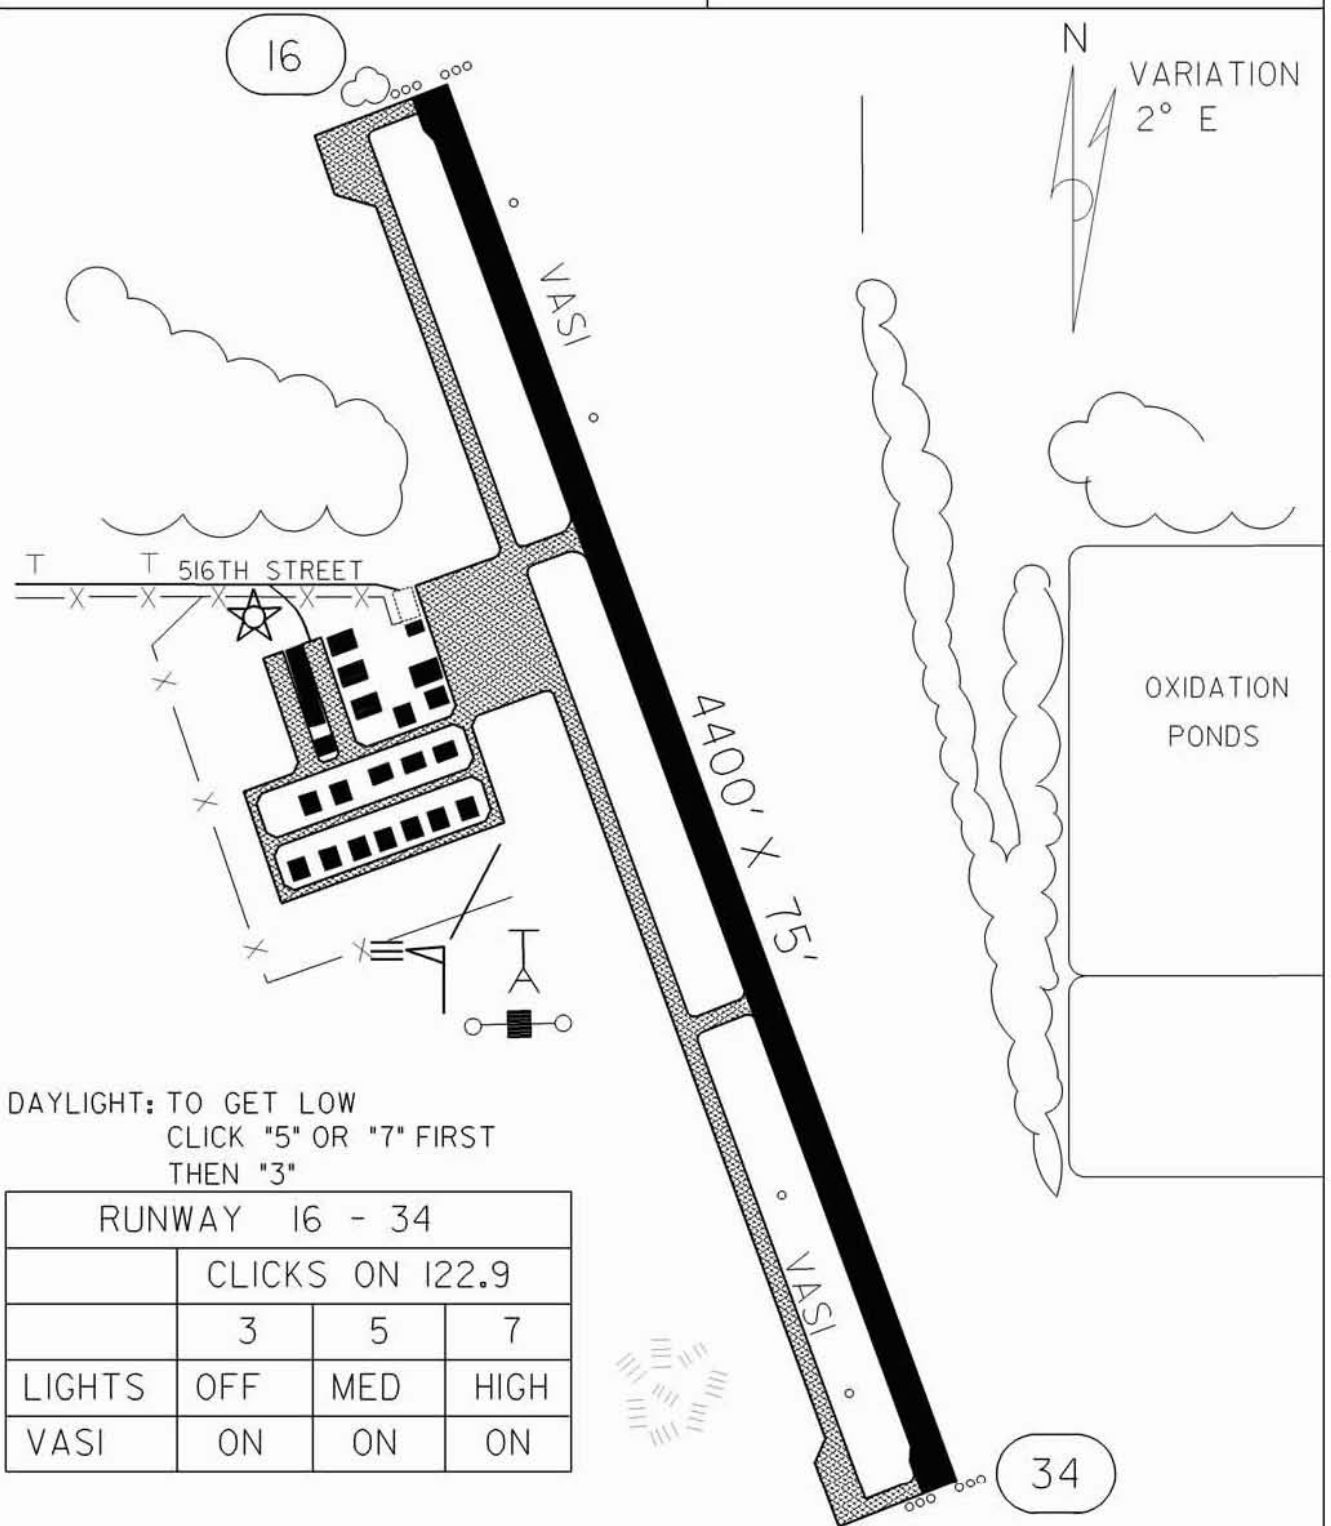 16
N
VARIATION
2° E
VASI
516TH STREET
T
T
OXIDATION
PONDS
4400' X 75'
DAYLIGHT: TO GET LOW
CLICK "5" OR "7" FIRST
THEN "3"
RUNWAY 16 - 34
CLICKS ON 122.9
3 5 7
LIGHTS OFF MED HIGH
VASI ON ON ON
VASI
34